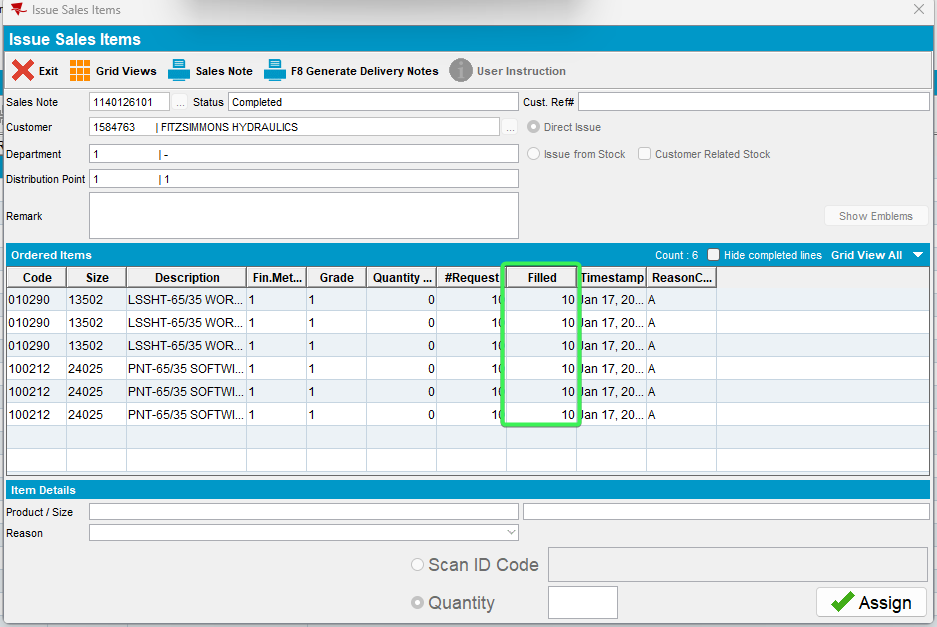 Issue Sales Items
Issue Sales Items
Exit Grid Views Sales Note F8 Generate Delivery Notes User Instruction
Sales Note 1140126101 ... Status Completed Cust. Ref#
Customer 1584763 | FITZSIMMONS HYDRAULICS ... Direct Issue
Department 1 | - Issue from Stock Customer Related Stock
Distribution Point 1 | 1
Remark
Show Emblems
Ordered Items Count : 6 Hide completed lines Grid View All
Code Size Description Fin.Met... Grade Quantity ... #Request Filled Timestamp ReasonC...
010290 13502 LSSHT-65/35 WOR... 1 1 0 10 10 Jan 17, 20... A
010290 13502 LSSHT-65/35 WOR... 1 1 0 10 10 Jan 17, 20... A
010290 13502 LSSHT-65/35 WOR... 1 1 0 10 10 Jan 17, 20... A
100212 24025 PNT-65/35 SOFTWI... 1 1 0 10 10 Jan 17, 20... A
100212 24025 PNT-65/35 SOFTWI... 1 1 0 10 10 Jan 17, 20... A
100212 24025 PNT-65/35 SOFTWI... 1 1 0 10 10 Jan 17, 20... A
Item Details
Product / Size
Reason
Scan ID Code
Quantity Assign